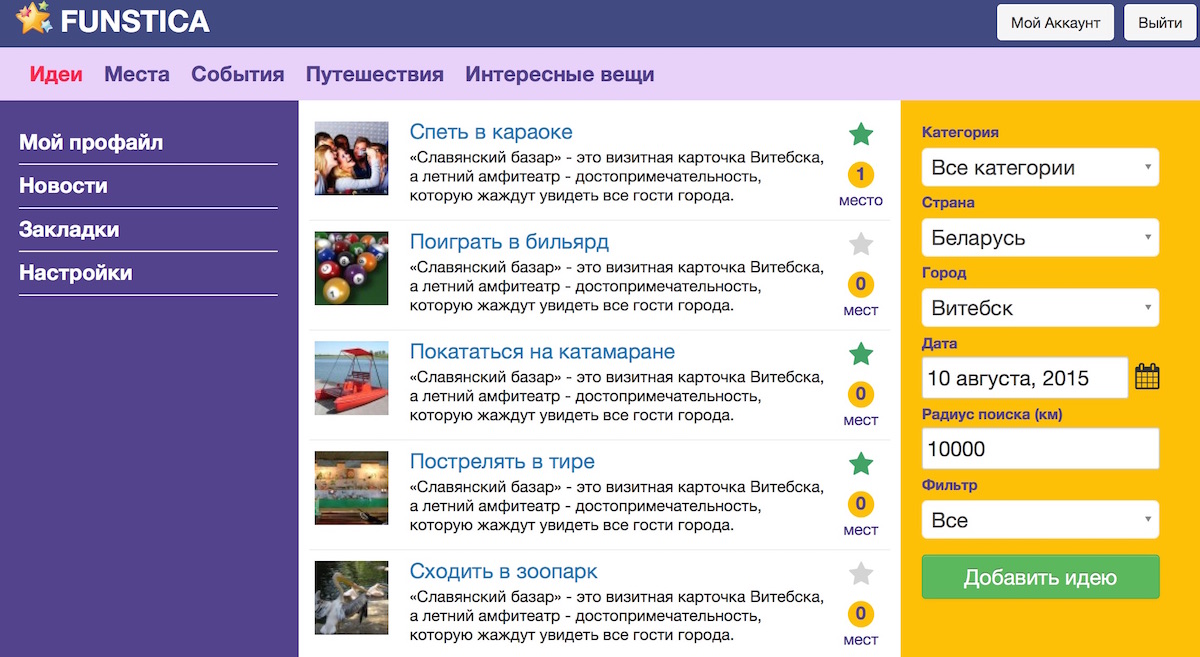 FUNSTICA
Мой Аккаунт
Выйти
Идеи
Места
События
Путешествия
Интересные вещи
Мой профайл
Новости
Закладки
Настройки
Спеть в караоке
«Славянский базар» - это визитная карточка Витебска,
а летний амфитеатр - достопримечательность,
которую жаждут увидеть все гости города.
1
место
Поиграть в бильярд
«Славянский базар» - это визитная карточка Витебска,
а летний амфитеатр - достопримечательность,
которую жаждут увидеть все гости города.
0
мест
Покататься на катамаране
«Славянский базар» - это визитная карточка Витебска,
а летний амфитеатр - достопримечательность,
которую жаждут увидеть все гости города.
0
мест
Пострелять в тире
«Славянский базар» - это визитная карточка Витебска,
а летний амфитеатр - достопримечательность,
которую жаждут увидеть все гости города.
0
мест
Сходить в зоопарк
«Славянский базар» - это визитная карточка Витебска,
а летний амфитеатр - достопримечательность,
которую жаждут увидеть все гости города.
0
мест
Категория
Все категории
Страна
Беларусь
Город
Витебск
Дата
10 августа, 2015
Радиус поиска (км)
10000
Фильтр
Все
Добавить идею